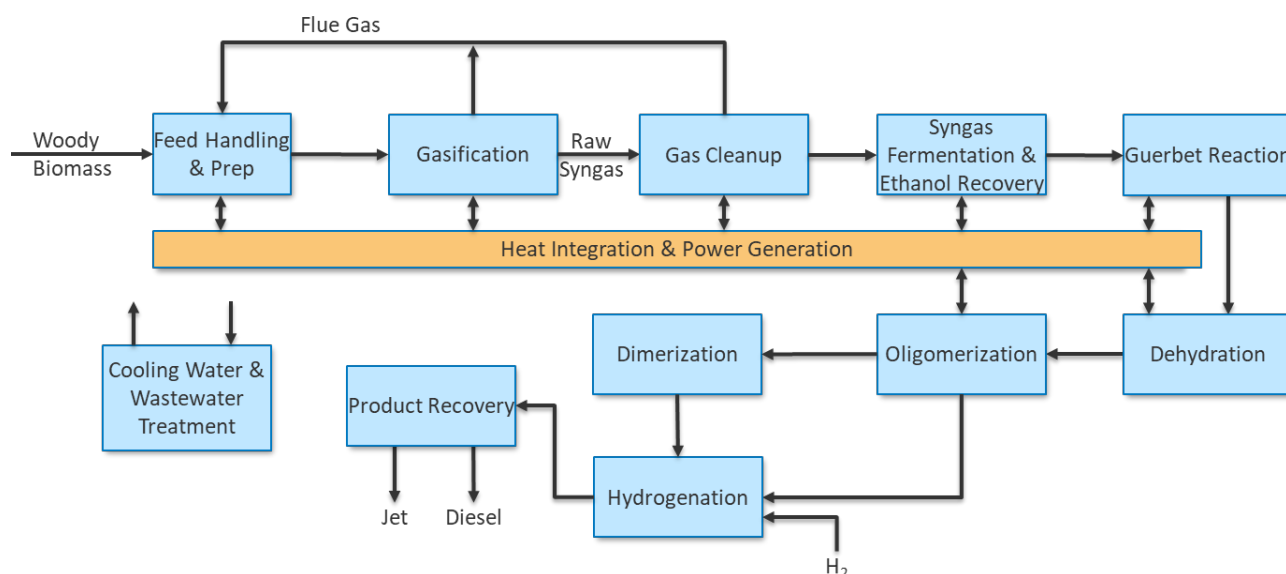 Flue Gas
Woody
Biomass
Feed Handling
& Prep
Gasification
Raw
Syngas
Gas Cleanup
Syngas
Fermentation &
Ethanol Recovery
Guerbet Reaction
Heat Integration & Power Generation
Cooling Water &
Wastewater
Treatment
Product Recovery
Dimerization
Oligomerization
Dehydration
Hydrogenation
Jet
Diesel
H₂